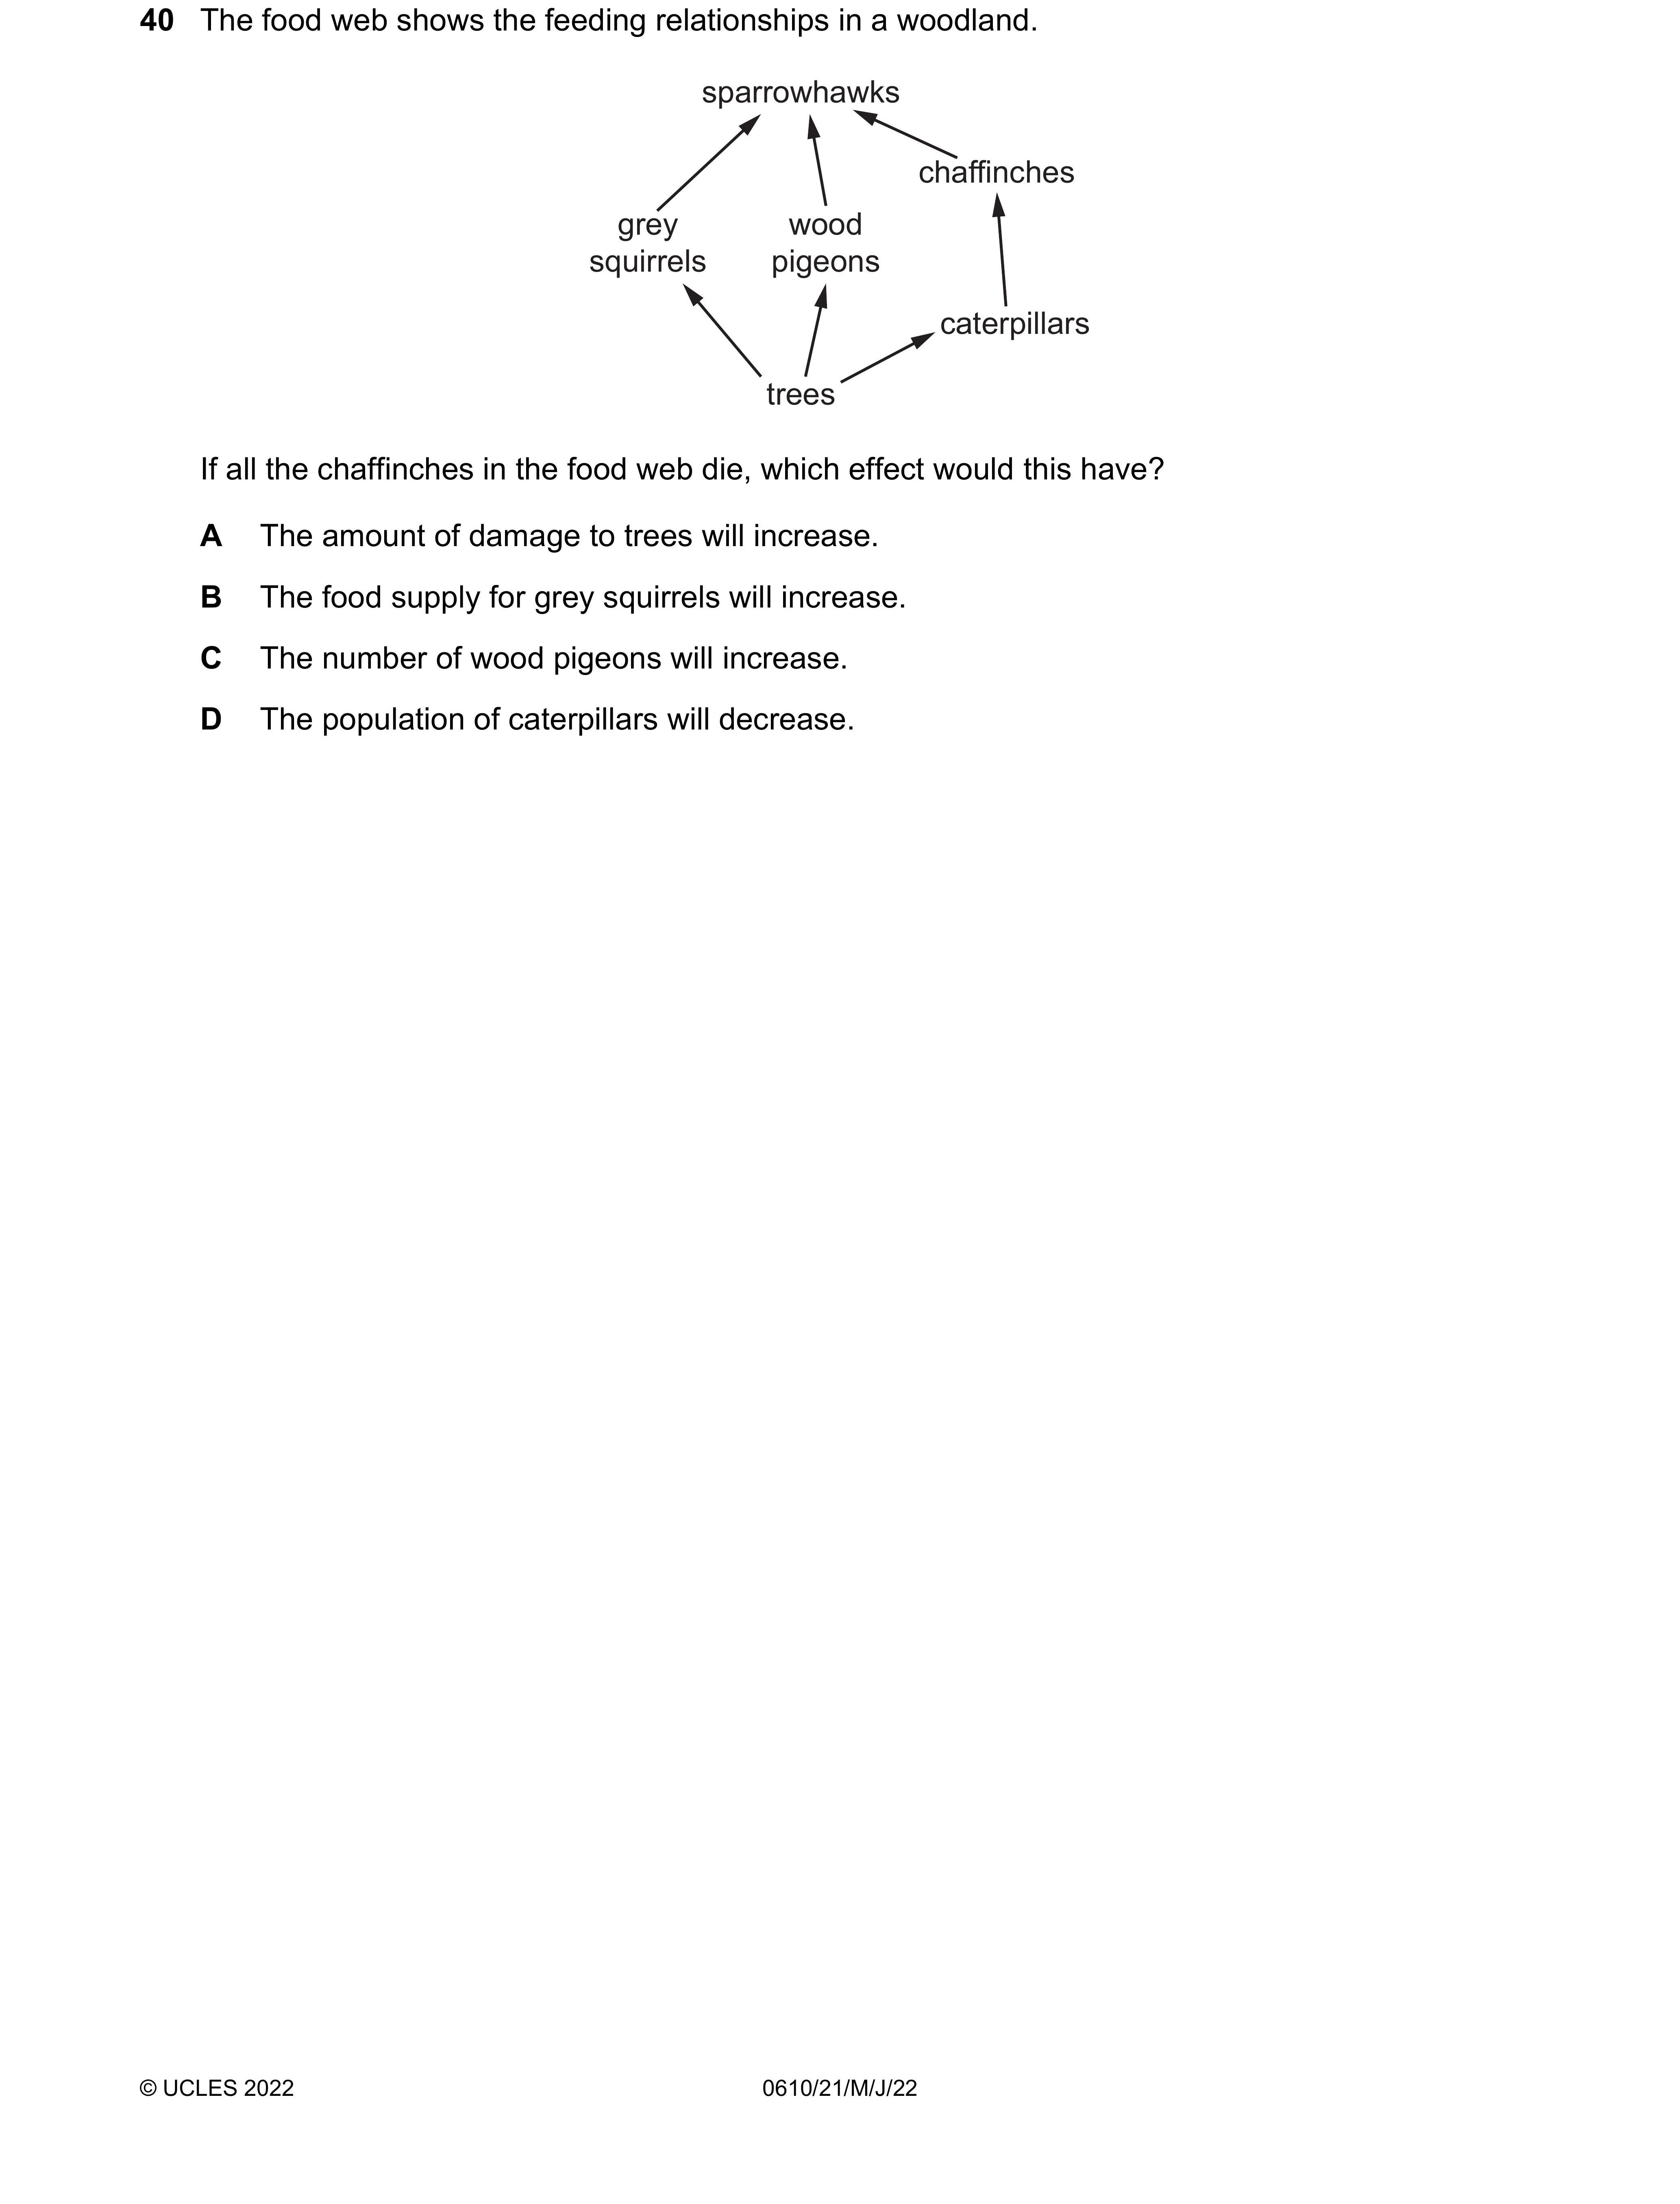 40 The food web shows the feeding relationships in a woodland.
sparrowhawks
chaffinches
grey
squirrels
wood
pigeons
caterpillars
trees
If all the chaffinches in the food web die, which effect would this have?
A The amount of damage to trees will increase.
B The food supply for grey squirrels will increase.
C The number of wood pigeons will increase.
D The population of caterpillars will decrease.
© UCLES 2022 0610/21/M/J/22